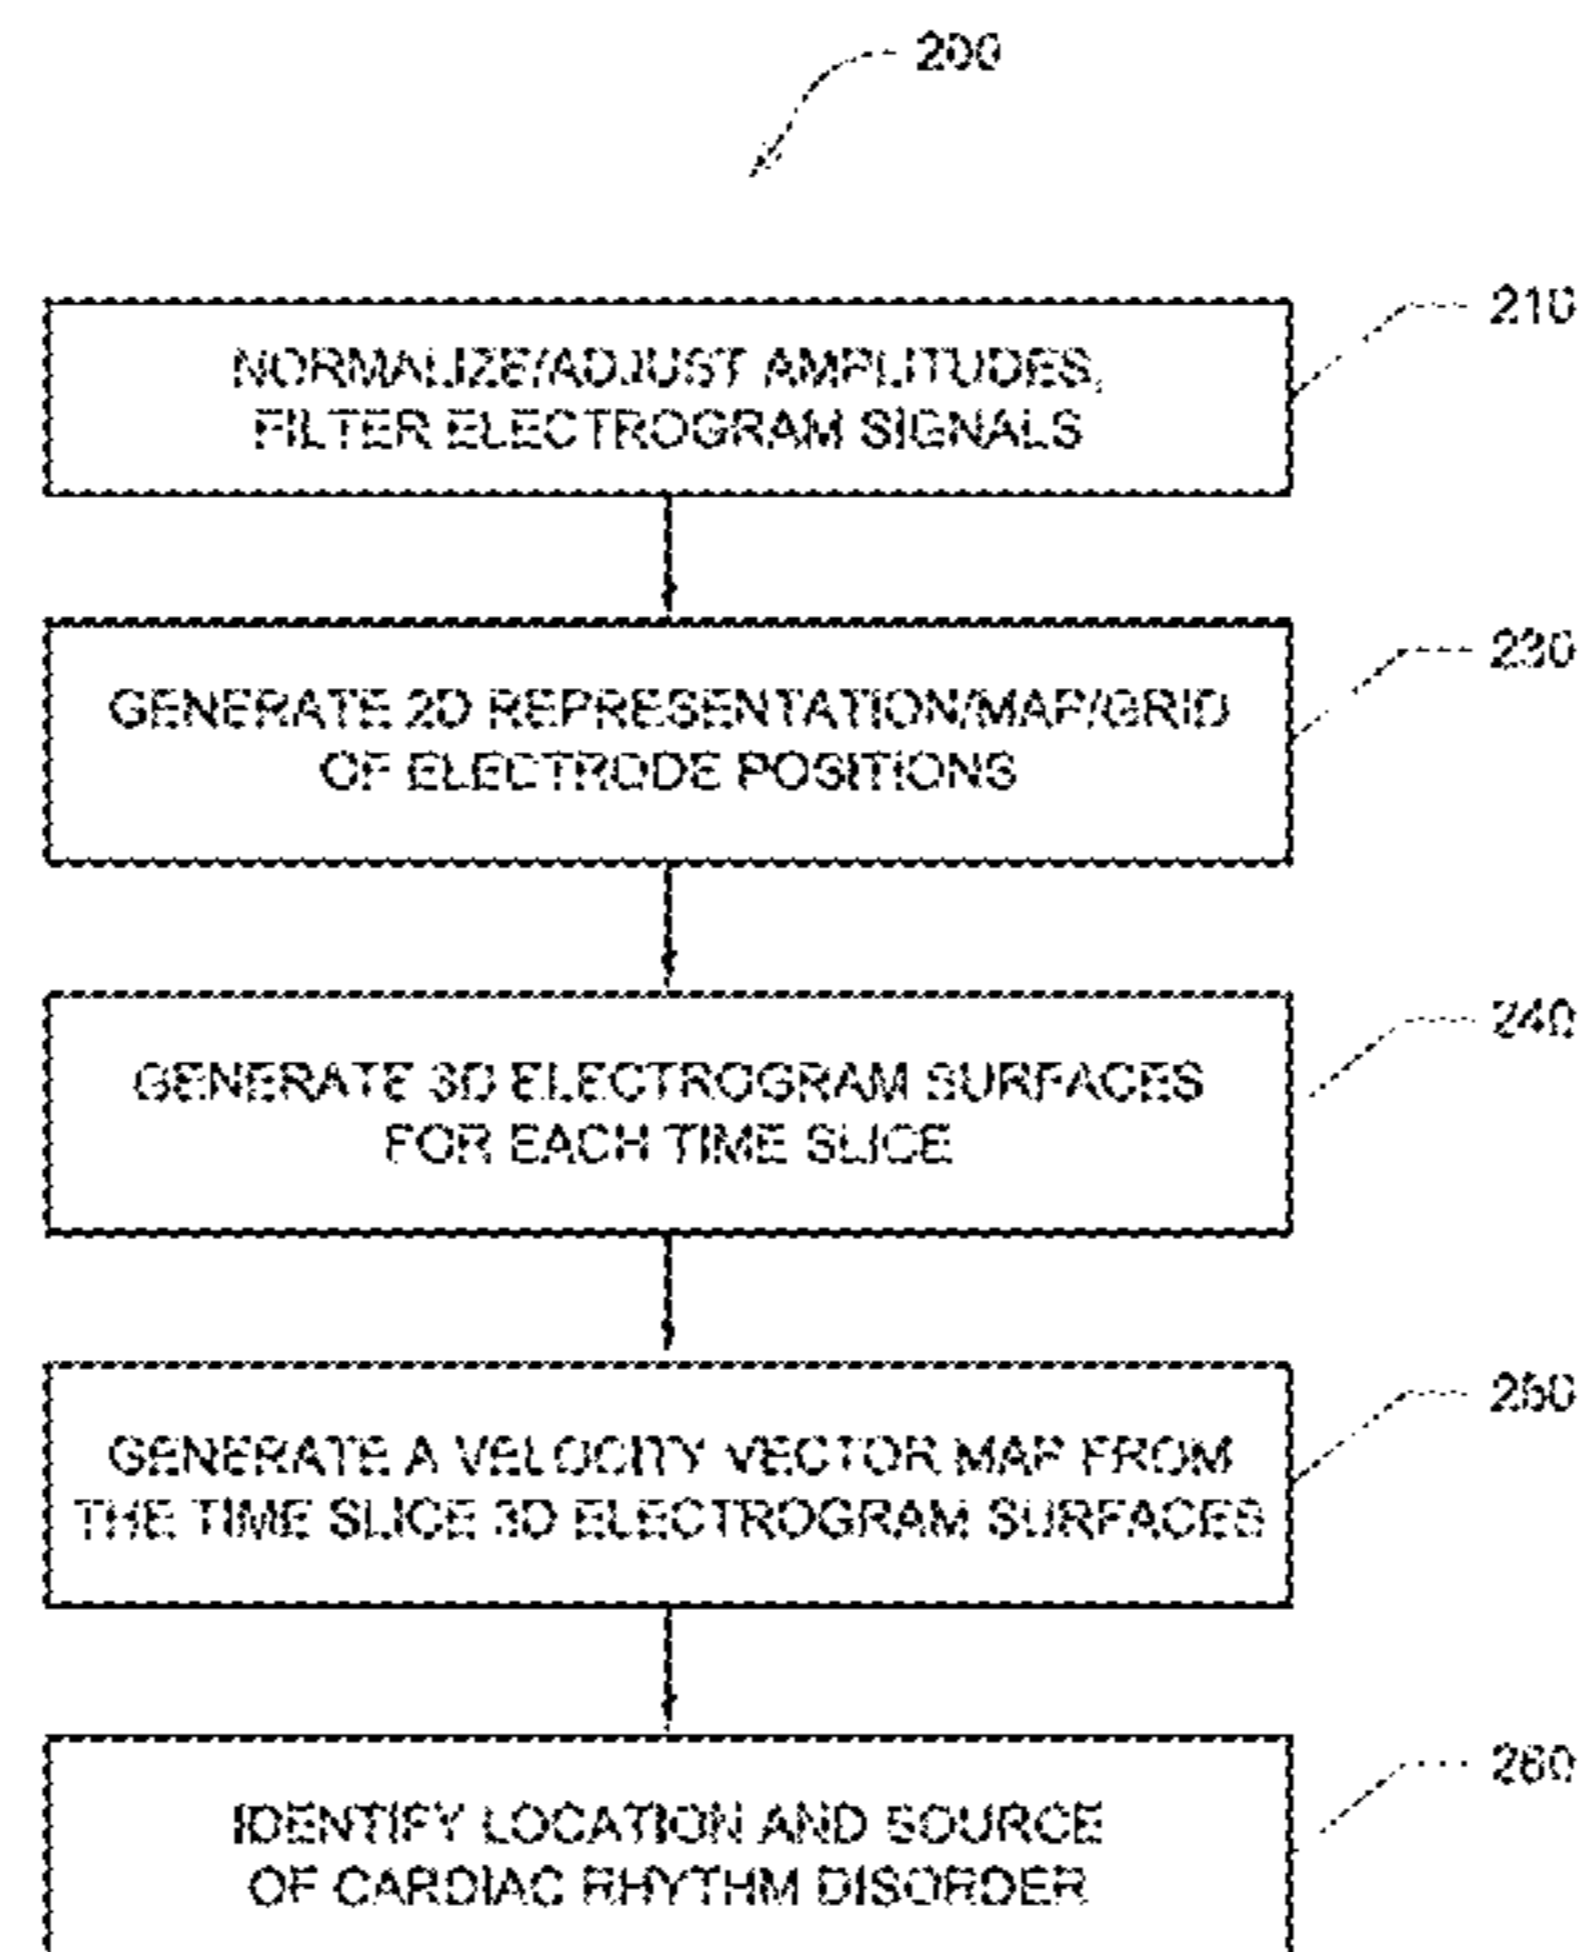 200
210
NORMALIZE/ADJUST AMPLITUDES,
FILTER ELECTROGRAM SIGNALS
230
GENERATE 2D REPRESENTATION/MAP/GRID
OF ELECTRODE POSITIONS
240
GENERATE 3D ELECTROGRAM SURFACES
FOR EACH TIME SLICE
250
GENERATE A VELOCITY VECTOR MAP FROM
THE TIME SLICE 3D ELECTROGRAM SURFACES
260
IDENTIFY LOCATION AND SOURCE
OF CARDIAC RHYTHM DISORDER